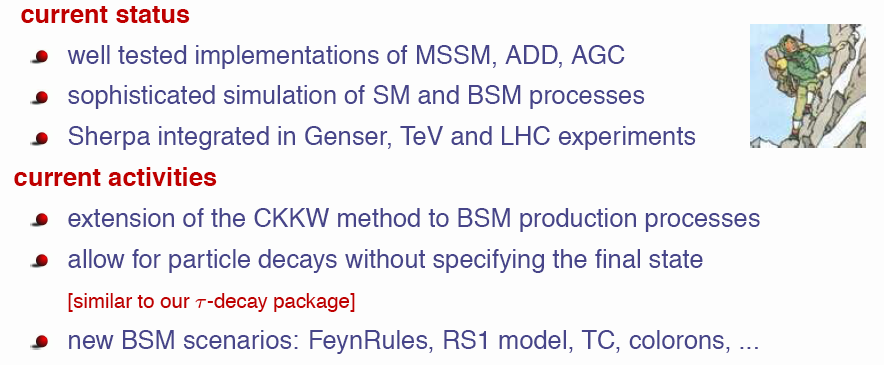 current status
well tested implementations of MSSM, ADD, AGC
sophisticated simulation of SM and BSM processes
Sherpa integrated in Genser, TeV and LHC experiments
current activities
extension of the CKKW method to BSM production processes
allow for particle decays without specifying the final state
[similar to our τ-decay package]
new BSM scenarios: FeynRules, RS1 model, TC, colorons, ...